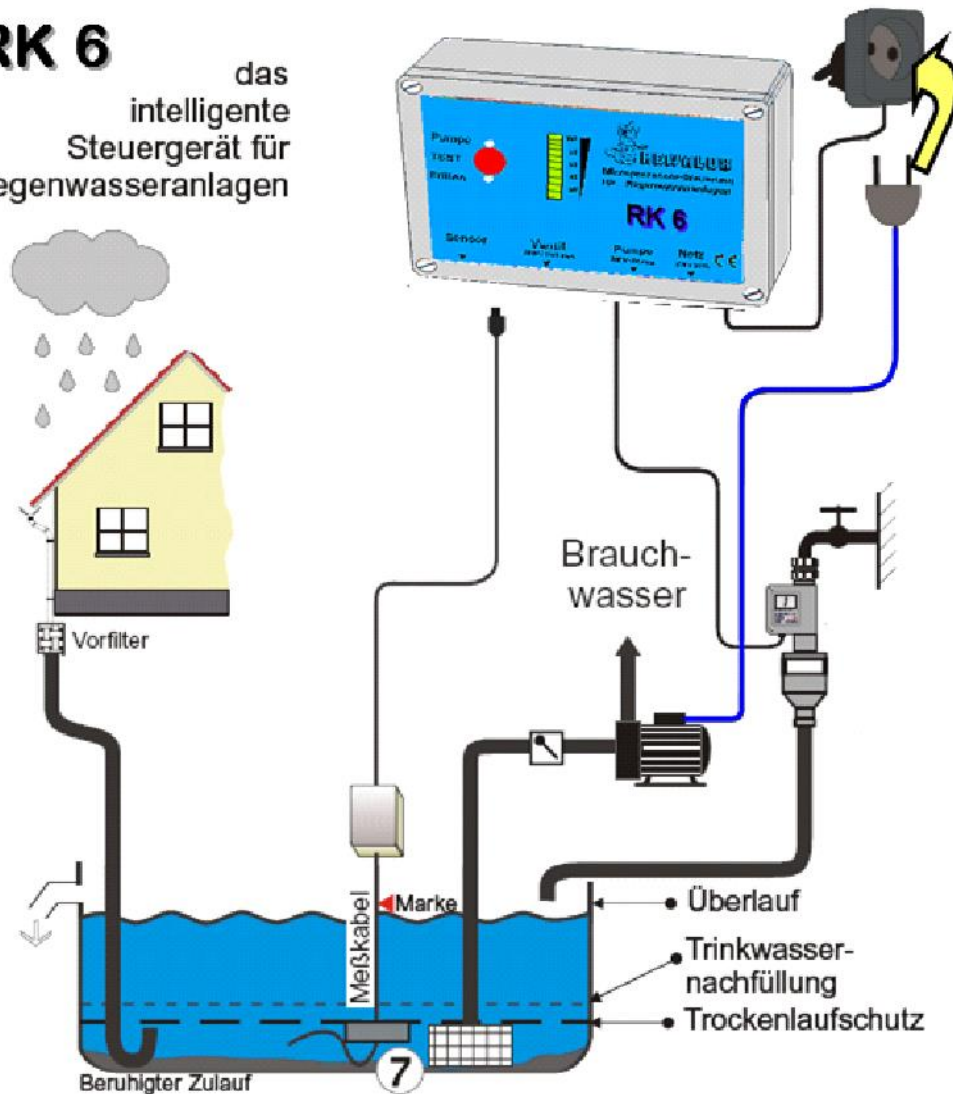 RK 6
das
intelligente
Steuergerät für
egenwasseranlagen
Pumpe
TEST
RK 6
Sensor
Ventil
Pumpe
Netz
CE
Brauch-
wasser
Vorfilter
Meßkabel
Marke
Überlauf
Trinkwasser-
nachfüllung
Trockenlaufschutz
Beruhigter Zulauf
7